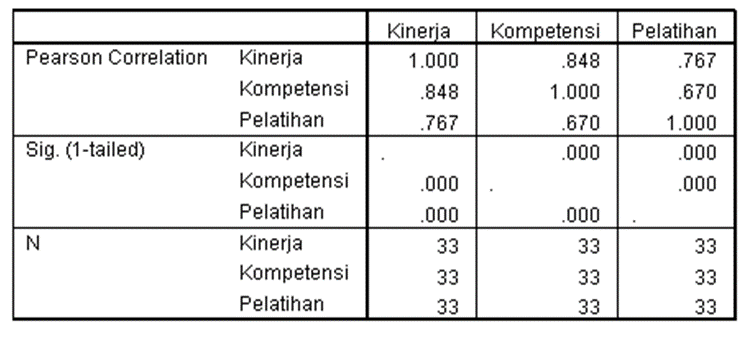 Kinerja Kompetensi Pelatihan
Pearson Correlation Kinerja 1.000 .848 .767
Kompetensi .848 1.000 .670
Pelatihan .767 .670 1.000
Sig. (1-tailed) Kinerja . .000 .000
Kompetensi .000 . .000
Pelatihan .000 .000 .
N Kinerja 33 33 33
Kompetensi 33 33 33
Pelatihan 33 33 33